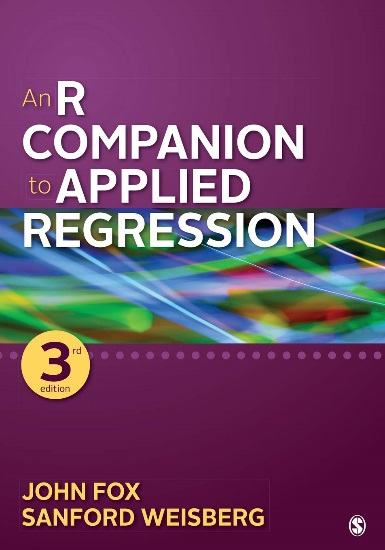 An R
COMPANION
to APPLIED
REGRESSION
3rd
edition
JOHN FOX
SANFORD WEISBERG
S